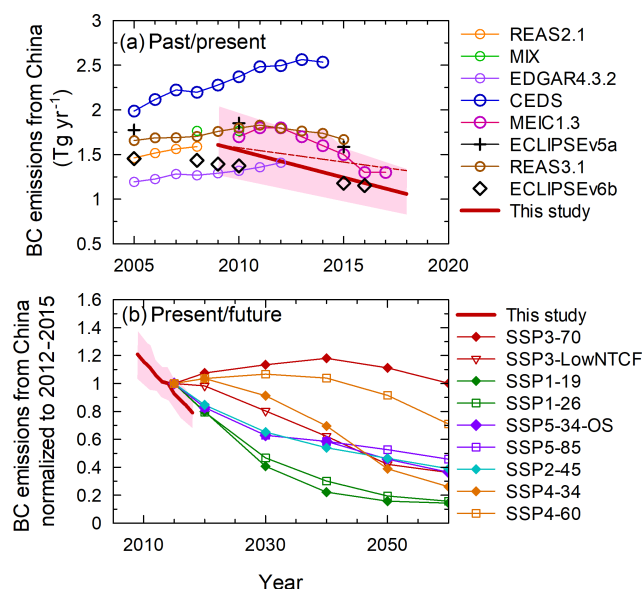 (a) Past/present
BC emissions from China
(Tg yr⁻¹)
3
2.5
2
1.5
1
0.5
2005
2010
2015
2020
REAS2.1
MIX
EDGAR4.3.2
CEDS
MEIC1.3
ECLIPSEv5a
REAS3.1
ECLIPSEv6b
This study
(b) Present/future
BC emissions from China
normalized to 2012–2015
1.6
1.4
1.2
1
0.8
0.6
0.4
0.2
0
2010
2030
2050
Year
This study
SSP3-70
SSP3-LowNTCF
SSP1-19
SSP1-26
SSP5-34-OS
SSP5-85
SSP2-45
SSP4-34
SSP4-60